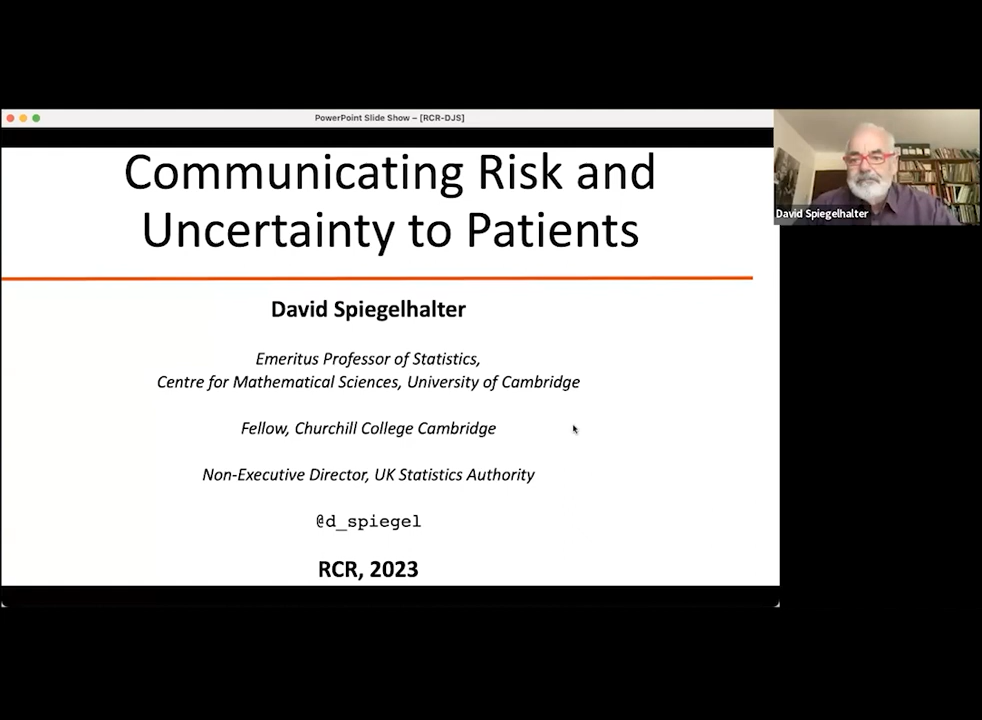 PowerPoint Slide Show – [RCR-DJS]
Communicating Risk and
Uncertainty to Patients
David Spiegelhalter
Emeritus Professor of Statistics,
Centre for Mathematical Sciences, University of Cambridge
Fellow, Churchill College Cambridge
Non-Executive Director, UK Statistics Authority
@d_spiegel
RCR, 2023
David Spiegelhalter